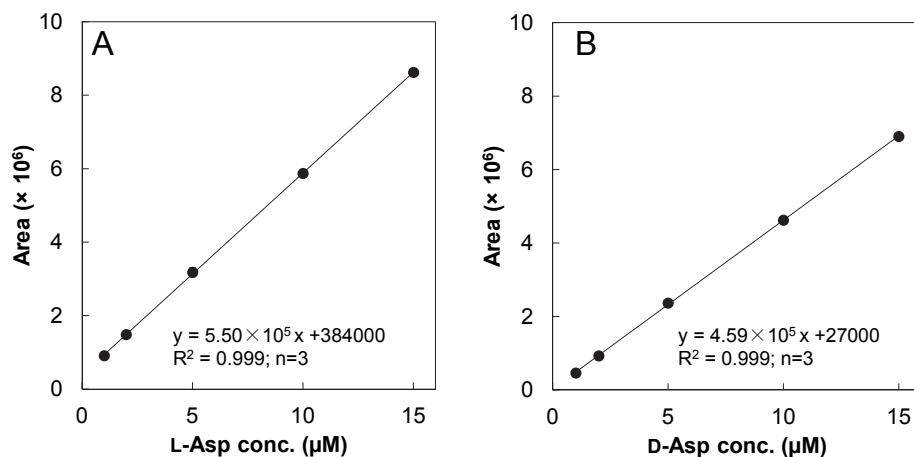 A
10
8
6
4
2
0
Area (× 10⁶)
y = 5.50×10⁵ x +384000
R² = 0.999; n=3
0 5 10 15
L-Asp conc. (µM)
B
10
8
6
4
2
0
Area (× 10⁶)
y = 4.59×10⁵ x +27000
R² = 0.999; n=3
0 5 10 15
D-Asp conc. (µM)